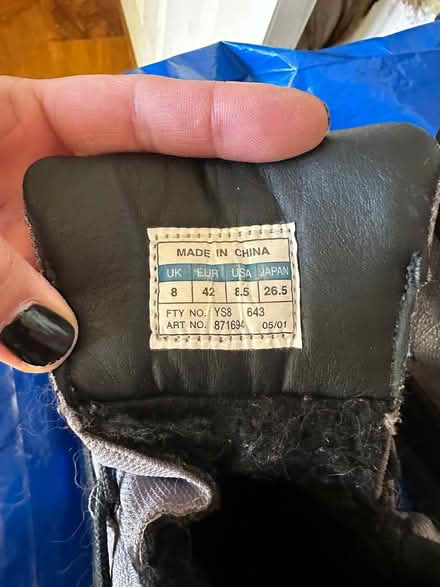 MADE IN CHINA
UK EUR USA JAPAN
8 42 8.5 26.5
FTY NO. YS8 643
ART NO. 871694 05/01